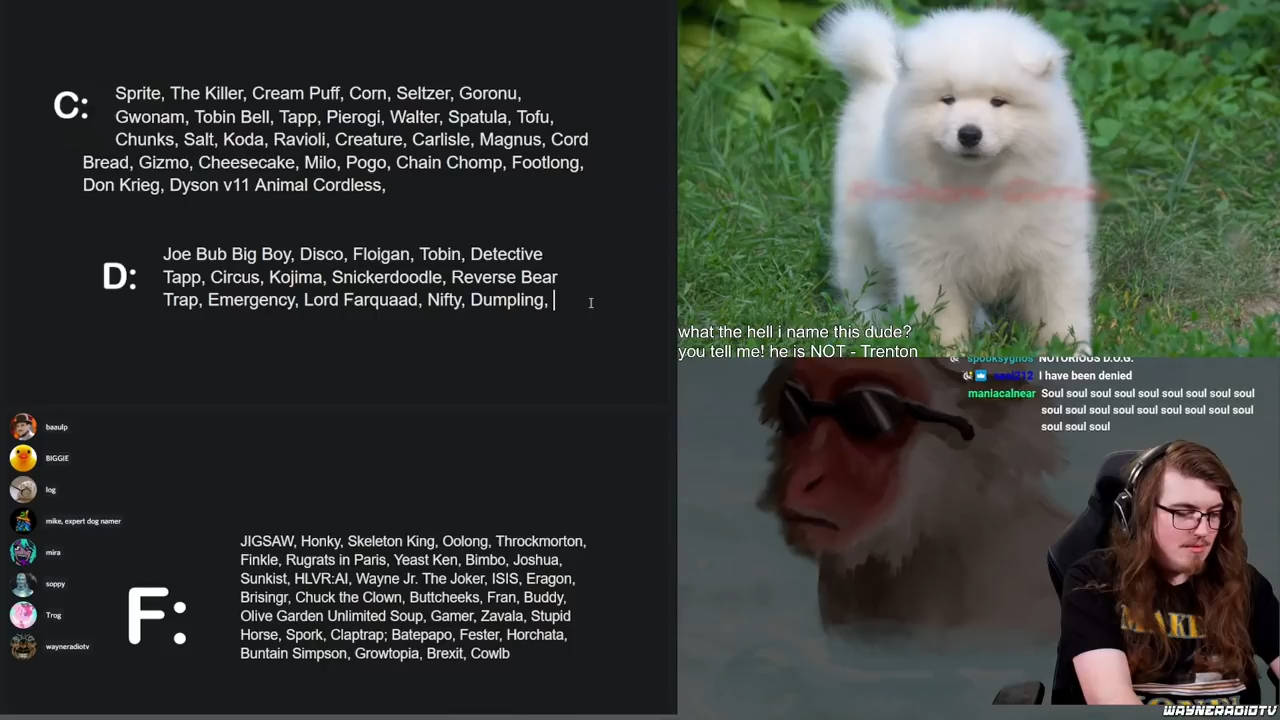 C:
Sprite, The Killer, Cream Puff, Corn, Seltzer, Goronu,
Gwonam, Tobin Bell, Tapp, Pierogi, Walter, Spatula, Tofu,
Chunks, Salt, Koda, Ravioli, Creature, Carlisle, Magnus, Cord
Bread, Gizmo, Cheesecake, Milo, Pogo, Chain Chomp, Footlong,
Don Krieg, Dyson v11 Animal Cordless,
D:
Joe Bub Big Boy, Disco, Floigan, Tobin, Detective
Tapp, Circus, Kojima, Snickerdoodle, Reverse Bear
Trap, Emergency, Lord Farquaad, Nifty, Dumpling,
baaulp
BIGGIE
log
mike, expert dog namer
mira
soppy
Trog
wayneradiotv
F:
JIGSAW, Honky, Skeleton King, Oolong, Throckmorton,
Finkle, Rugrats in Paris, Yeast Ken, Bimbo, Joshua,
Sunkist, HLVR:AI, Wayne Jr. The Joker, ISIS, Eragon,
Brisingr, Chuck the Clown, Buttcheeks, Fran, Buddy,
Olive Garden Unlimited Soup, Gamer, Zavala, Stupid
Horse, Spork, Claptrap; Batepapo, Fester, Horchata,
Buntain Simpson, Growtopia, Brexit, Cowlb
what the hell i name this dude?
you tell me! he is NOT - Trenton
spooksyghos NOTORIOUS D.O.G.
I have been denied
maniacalnear Soul soul soul soul soul soul soul soul soul
soul soul soul soul soul soul soul soul soul
soul soul soul
MAKE
WAYNERADIOTV